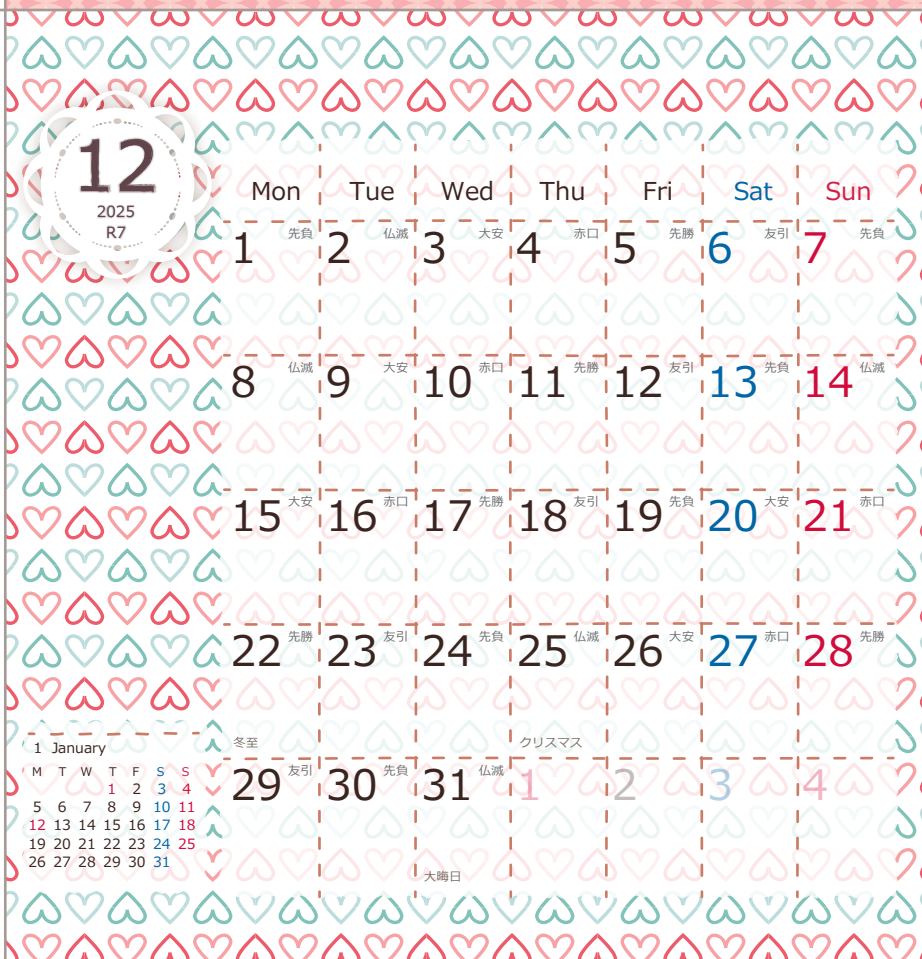 12
2025
R7
Mon Tue Wed Thu Fri Sat Sun
1 先負 2 仏滅 3 大安 4 赤口 5 先勝 6 友引 7 先負
8 仏滅 9 大安 10 赤口 11 先勝 12 友引 13 先負 14 仏滅
15 大安 16 赤口 17 先勝 18 友引 19 先負 20 大安 21 赤口
22 先勝 23 友引 24 先負 25 仏滅 26 大安 27 赤口 28 先勝
冬至 クリスマス
29 友引 30 先負 31 仏滅 1 2 3 4
大晦日
1 January
M T W T F S S
1 2 3 4
5 6 7 8 9 10 11
12 13 14 15 16 17 18
19 20 21 22 23 24 25
26 27 28 29 30 31